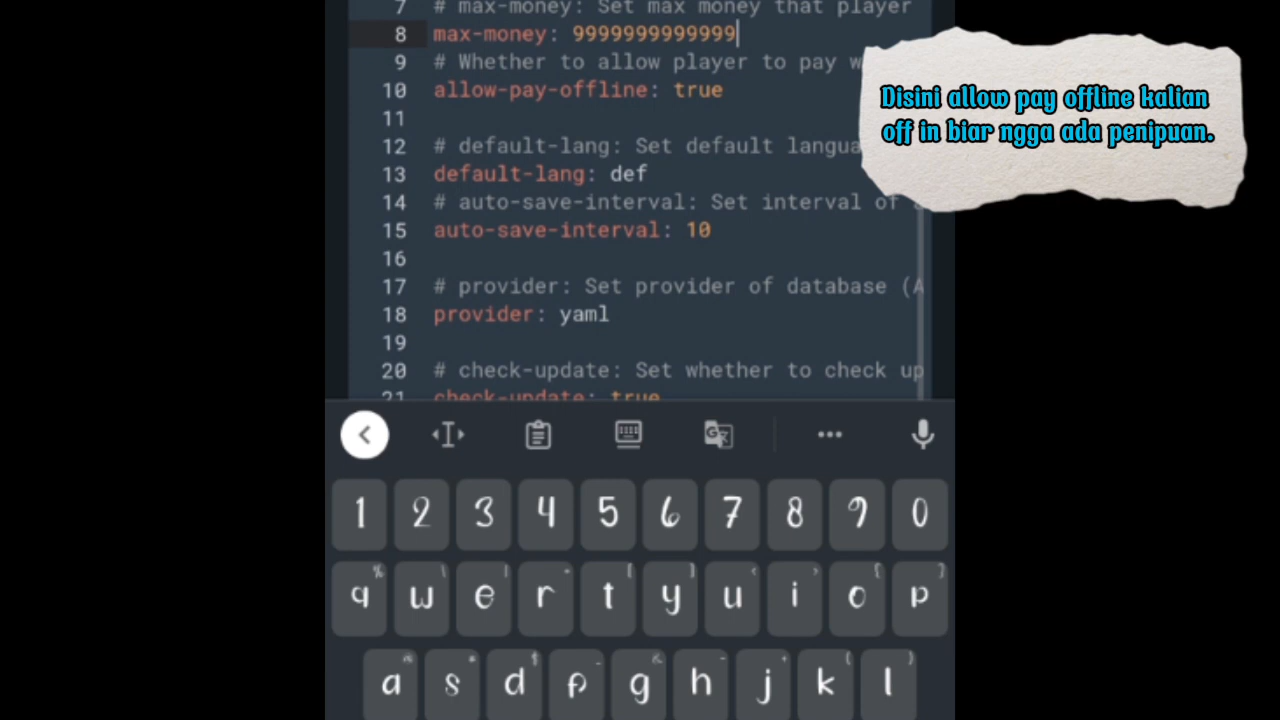 7 # max-money: Set max money that player
8 max-money: 9999999999999
9 # Whether to allow player to pay w
10 allow-pay-offline: true
11
12 # default-lang: Set default langua
13 default-lang: def
14 # auto-save-interval: Set interval of
15 auto-save-interval: 10
16
17 # provider: Set provider of database (A
18 provider: yaml
19
20 # check-update: Set whether to check up
21 check-update: true
Disini allow pay offline kalian
off in biar ngga ada penipuan.
1 2 3 4 5 6 7 8 9 0
q w e r t y u i o p
a s d f g h j k l